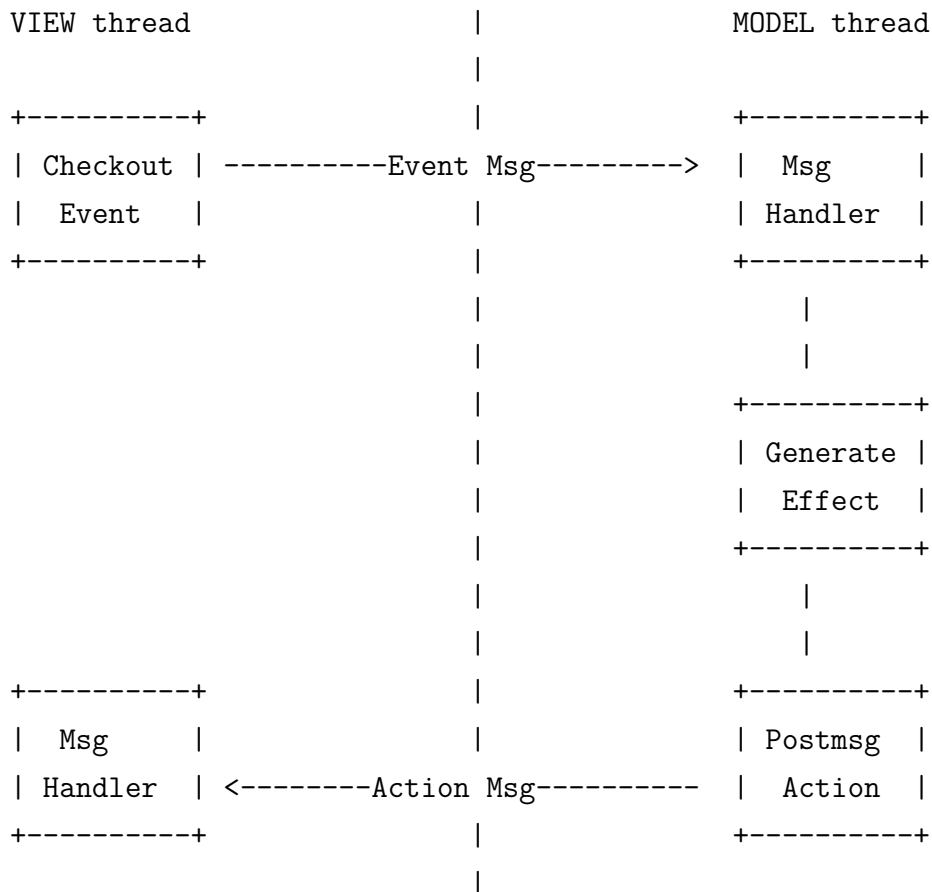 VIEW thread | MODEL thread
|
+----------+ | +----------+
| Checkout | ----------Event Msg---------> | Msg |
| Event | | | Handler |
+----------+ | +----------+
| |
| |
| +----------+
| | Generate |
| | Effect |
| +----------+
| |
| |
+----------+ | +----------+
| Msg | | | Postmsg |
| Handler | <--------Action Msg---------- | Action |
+----------+ | +----------+
|